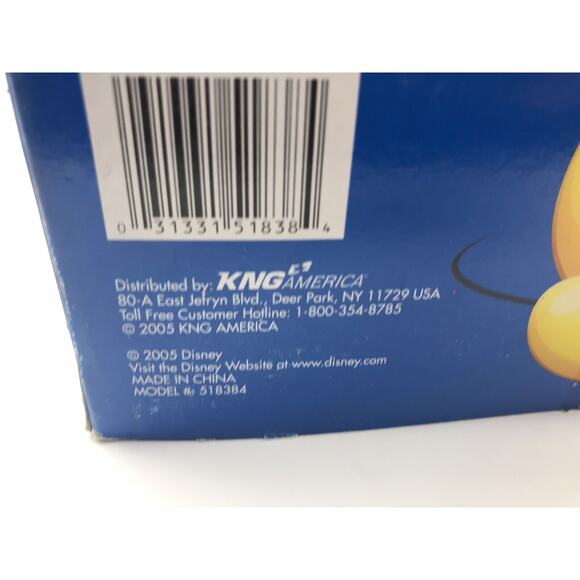 0 31331 51838 4
Distributed by: KNG AMERICA
80-A East Jefryn Blvd., Deer Park, NY 11729 USA
Toll Free Customer Hotline: 1-800-354-8785
© 2005 KNG AMERICA
© 2005 Disney
Visit the Disney Website at www.disney.com
MADE IN CHINA
MODEL #: 518384